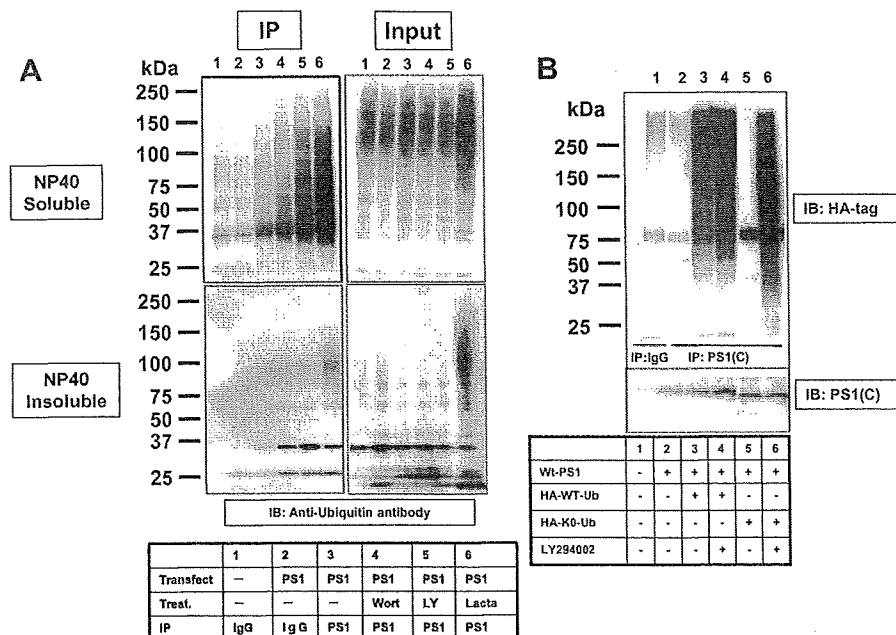 IP
Input
A
kDa
1 2 3 4 5 6
1 2 3 4 5 6
250
150
100
75
50
37
25
NP40
Soluble
250
150
100
75
50
37
25
NP40
Insoluble
IB: Anti-Ubiquitin antibody
1 2 3 4 5 6
Transfect – PS1 PS1 PS1 PS1 PS1
Treat. – – – Wort LY Lacta
IP IgG IgG PS1 PS1 PS1 PS1
B
1 2 3 4 5 6
kDa
250
150
100
75
50
37
25
IB: HA-tag
IP:IgG IP: PS1(C)
IB: PS1(C)
1 2 3 4 5 6
Wt-PS1 - + + + + +
HA-WT-Ub - - + + - -
HA-K0-Ub - - - - + +
LY294002 - - - + - +